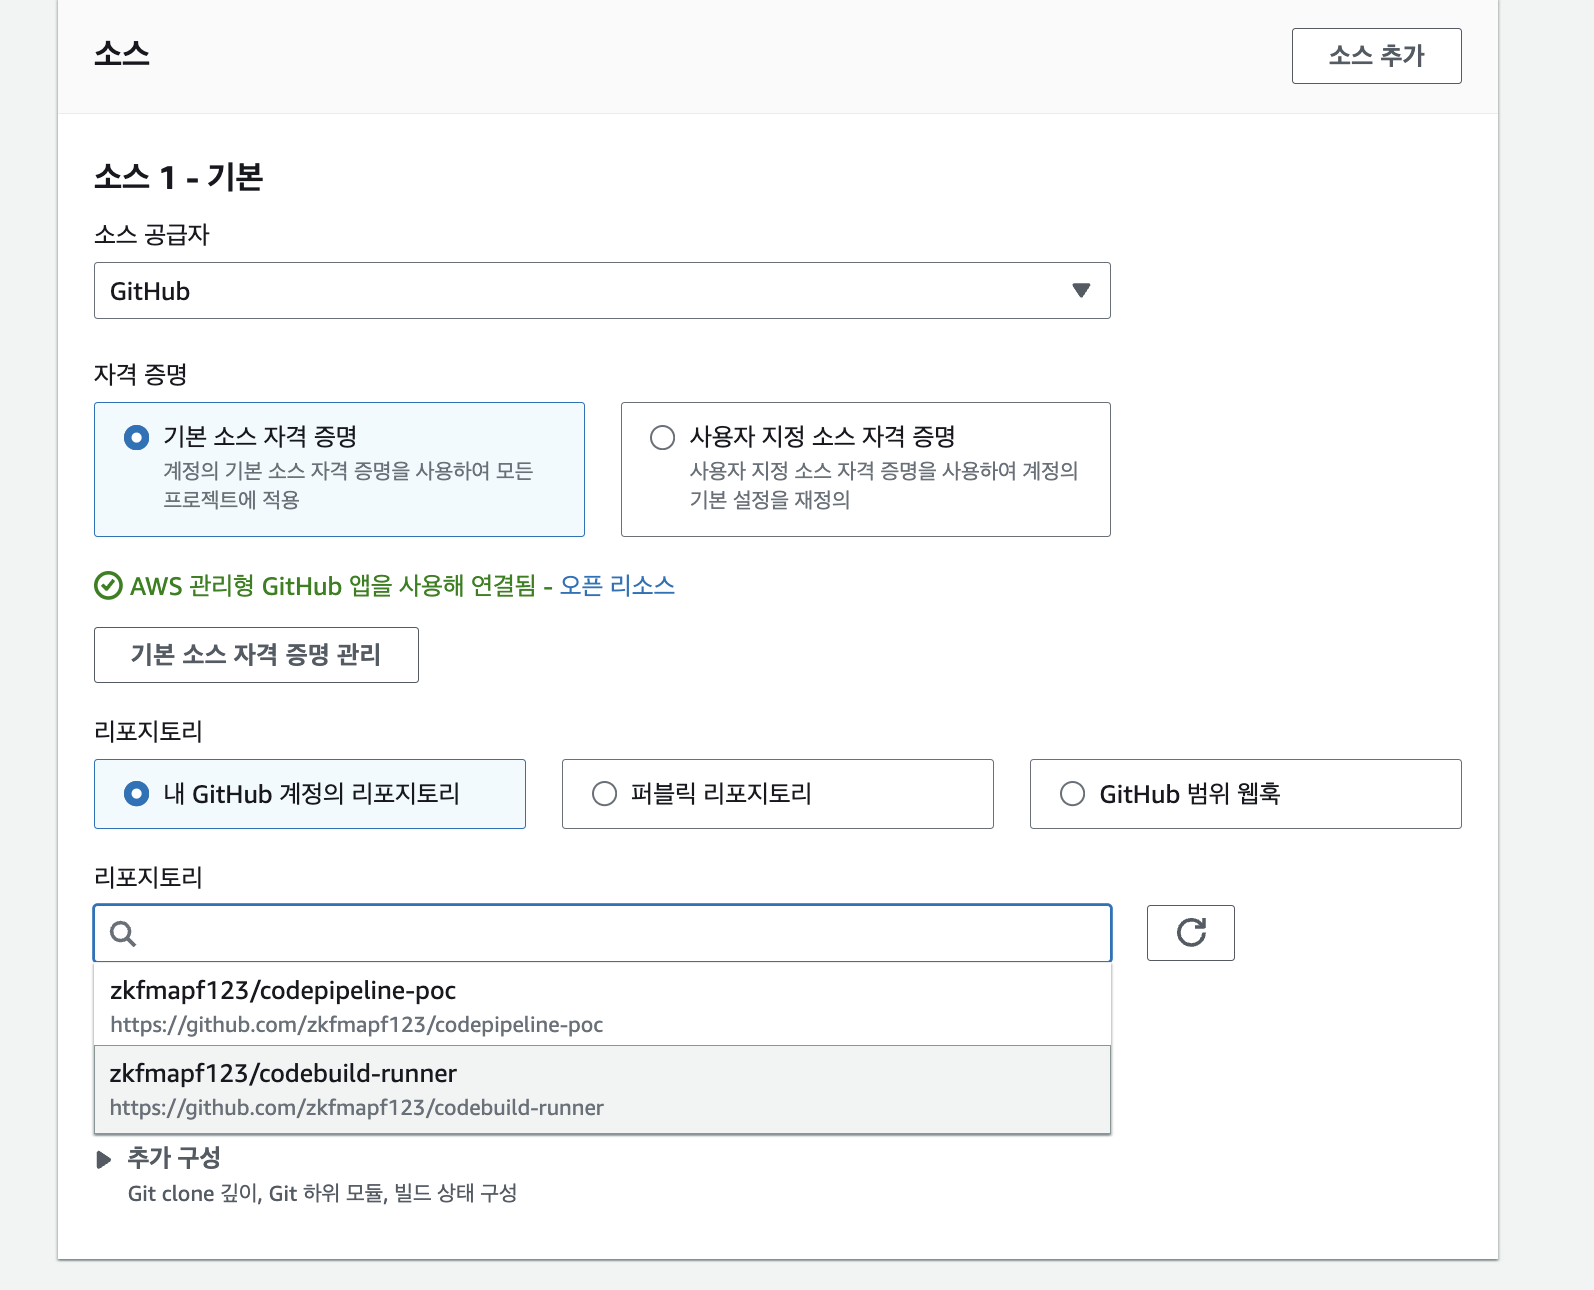 소스
소스 추가
소스 1 - 기본
소스 공급자
GitHub
자격 증명
기본 소스 자격 증명
계정의 기본 소스 자격 증명을 사용하여 모든
프로젝트에 적용
사용자 지정 소스 자격 증명
사용자 지정 소스 자격 증명을 사용하여 계정의
기본 설정을 재정의
AWS 관리형 GitHub 앱을 사용해 연결됨 - 오픈 리소스
기본 소스 자격 증명 관리
리포지토리
내 GitHub 계정의 리포지토리
퍼블릭 리포지토리
GitHub 범위 웹훅
리포지토리
zkfmapf123/codepipeline-poc
https://github.com/zkfmapf123/codepipeline-poc
zkfmapf123/codebuild-runner
https://github.com/zkfmapf123/codebuild-runner
추가 구성
Git clone 깊이, Git 하위 모듈, 빌드 상태 구성